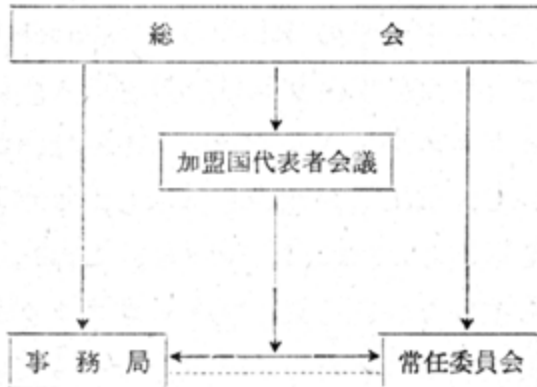 総会
加盟国代表者会議
事務局
常任委員会